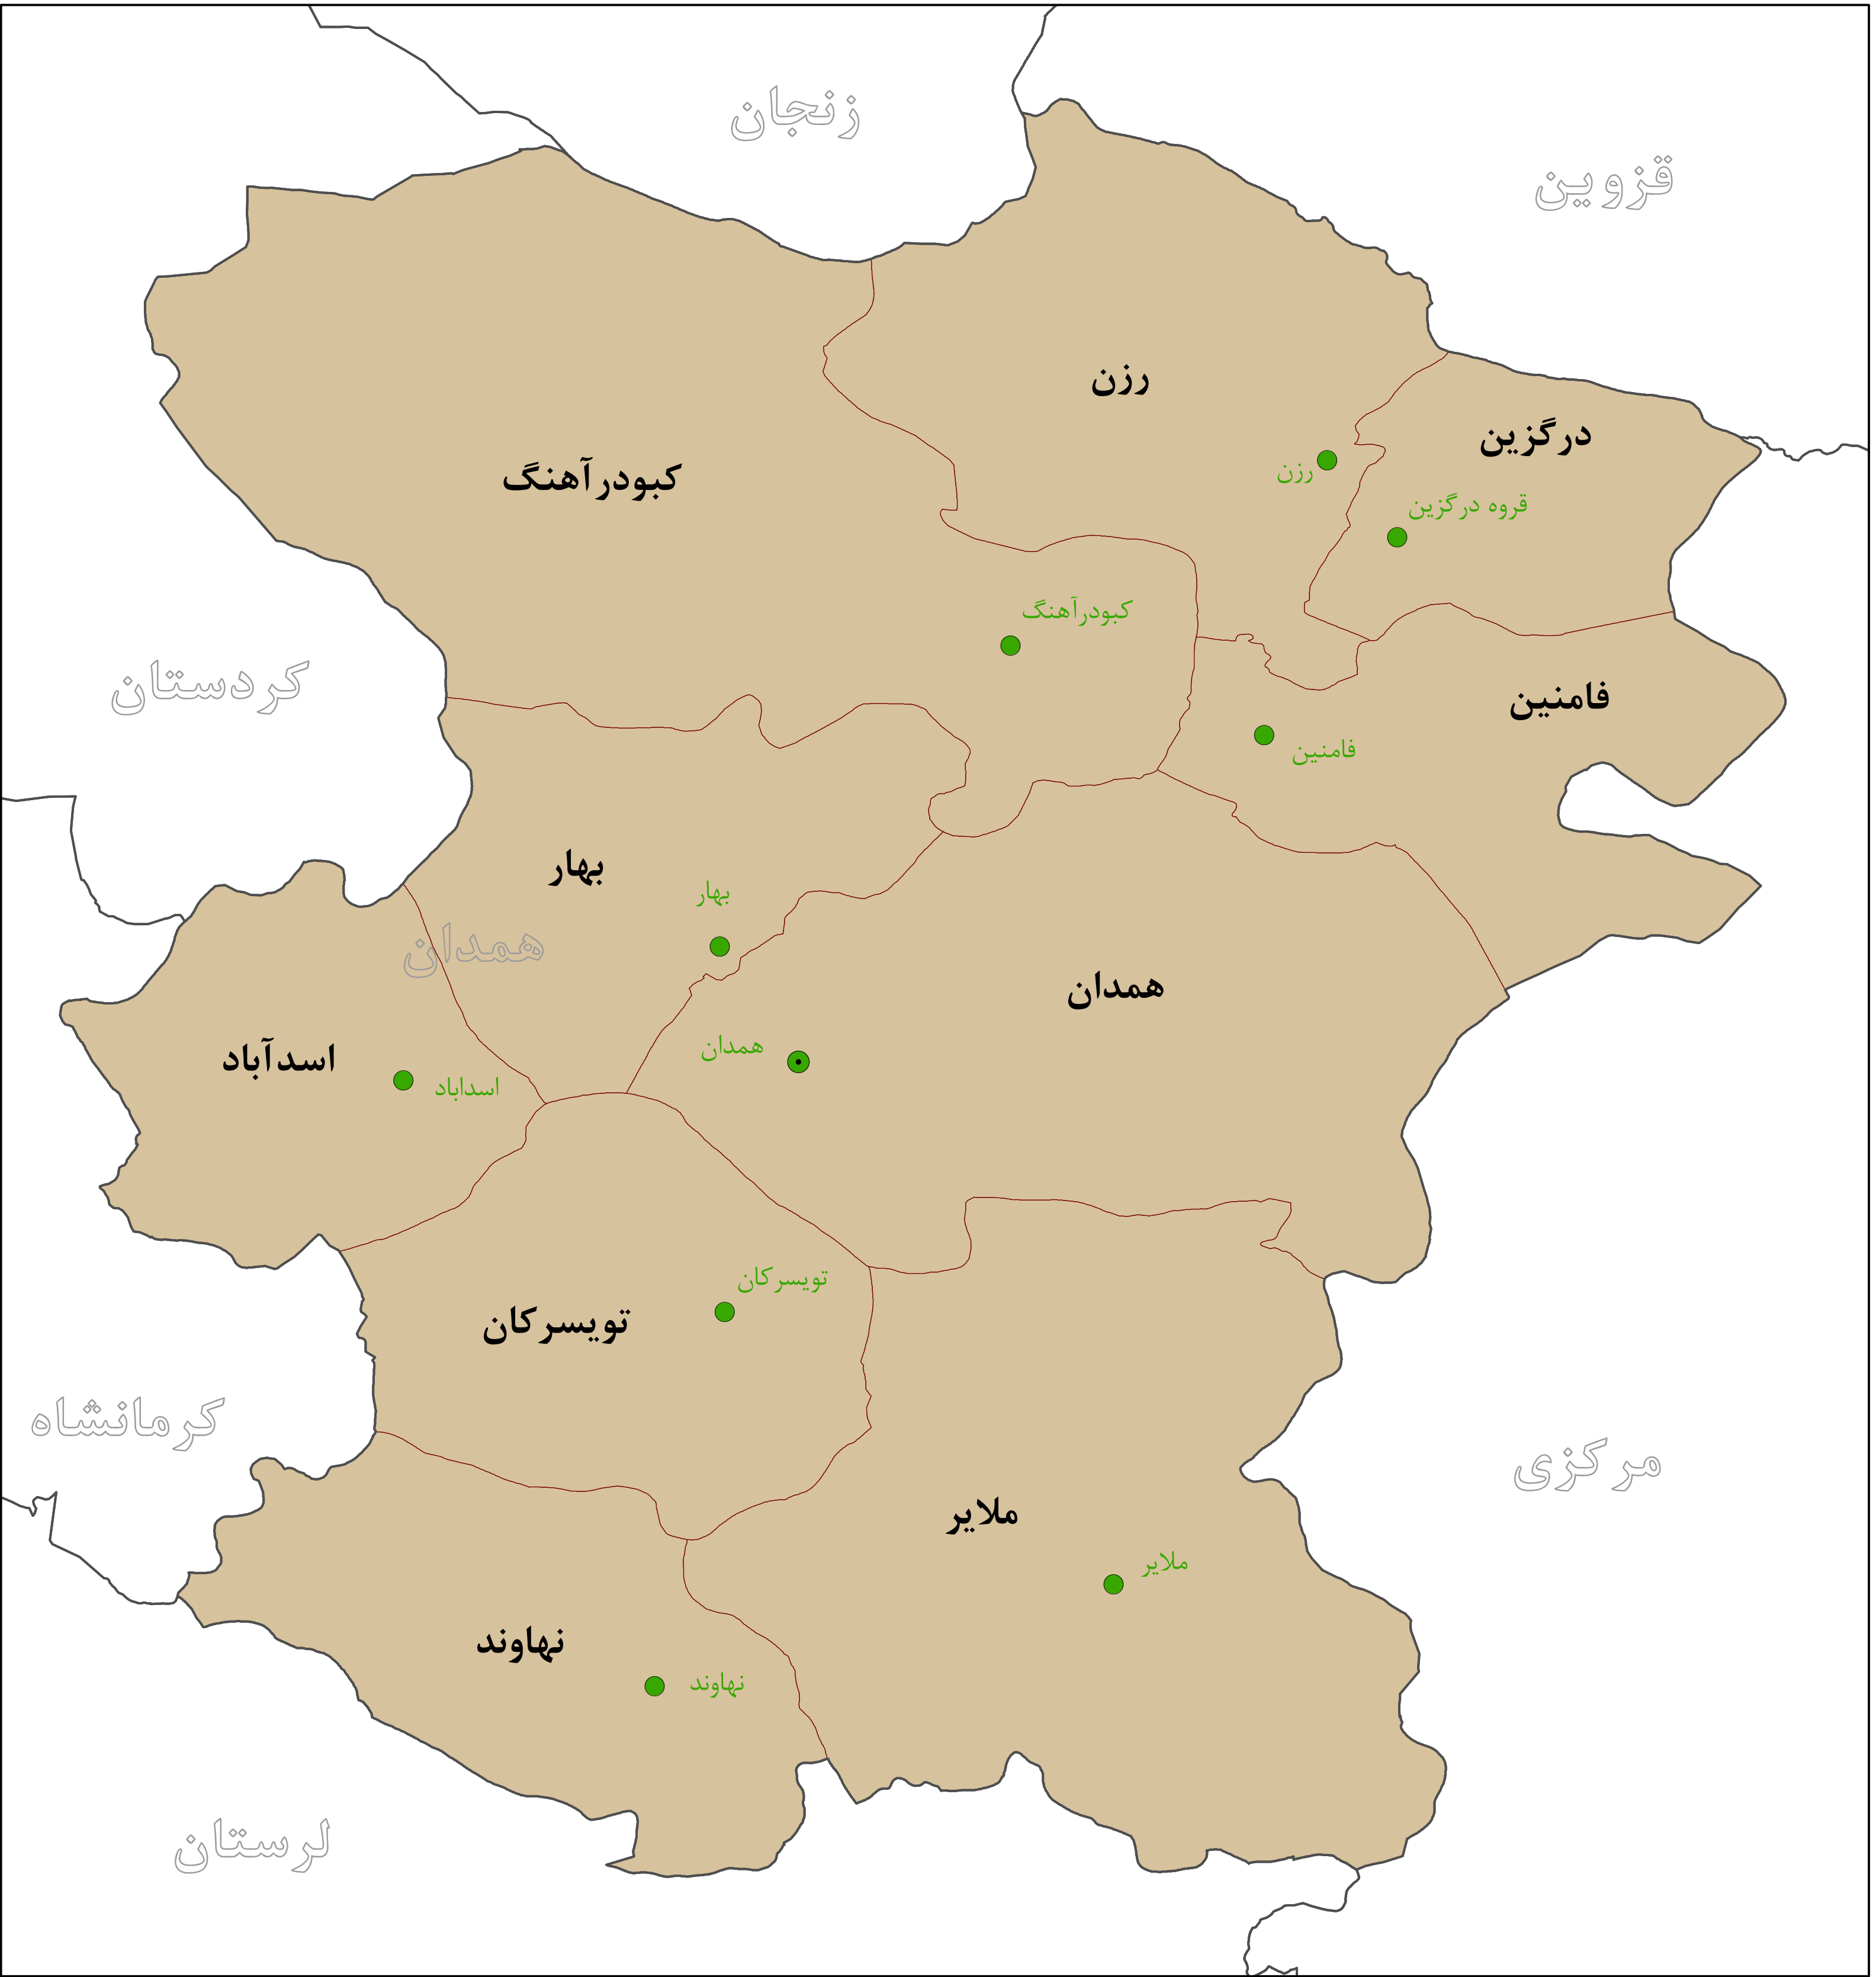 زنجان
قزوین
رزن
درگزین
رزن
کبودرآهنگ
قروه درگزین
کبودرآهنگ
کردستان
فامنین
فامنین
بهار
بهار
همدان
همدان
همدان
اسدآباد
اسداباد
تویسرکان
تویسرکان
کرمانشاه
مرکزی
ملایر
ملایر
نهاوند
نهاوند
لرستان